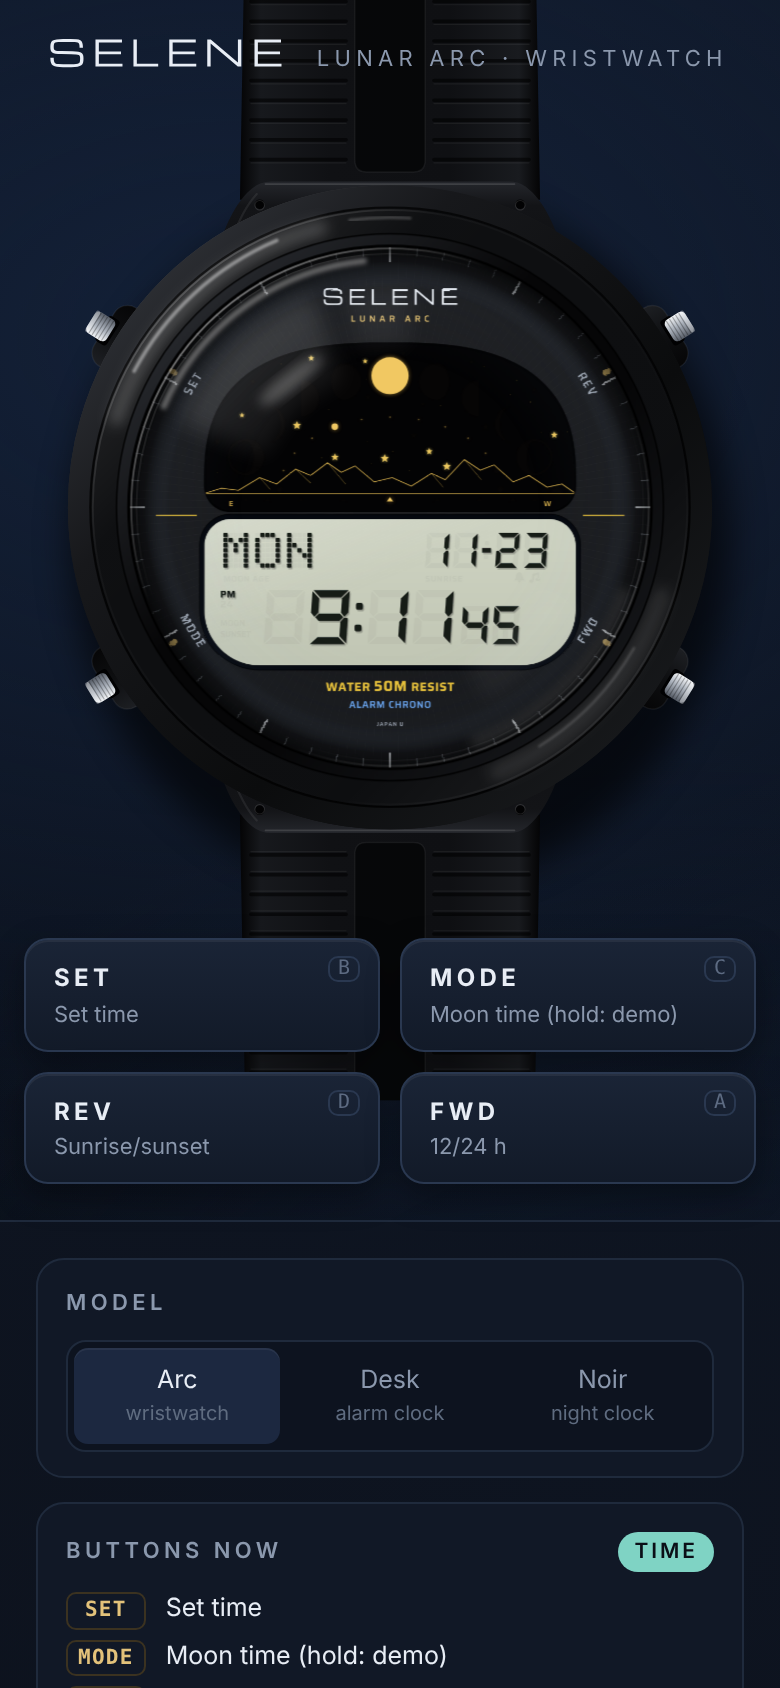 SELENE LUNAR ARC · WRISTWATCH
SELENE
LUNAR ARC
SET
REV
E
W
MON 11-23
PM 9:11 45
MODE
FWD
WATER 50M RESIST
ALARM CHRONO
JAPAN
SET B
Set time
MODE C
Moon time (hold: demo)
REV D
Sunrise/sunset
FWD A
12/24 h
MODEL
Arc
wristwatch
Desk
alarm clock
Noir
night clock
BUTTONS NOW TIME
SET Set time
MODE Moon time (hold: demo)